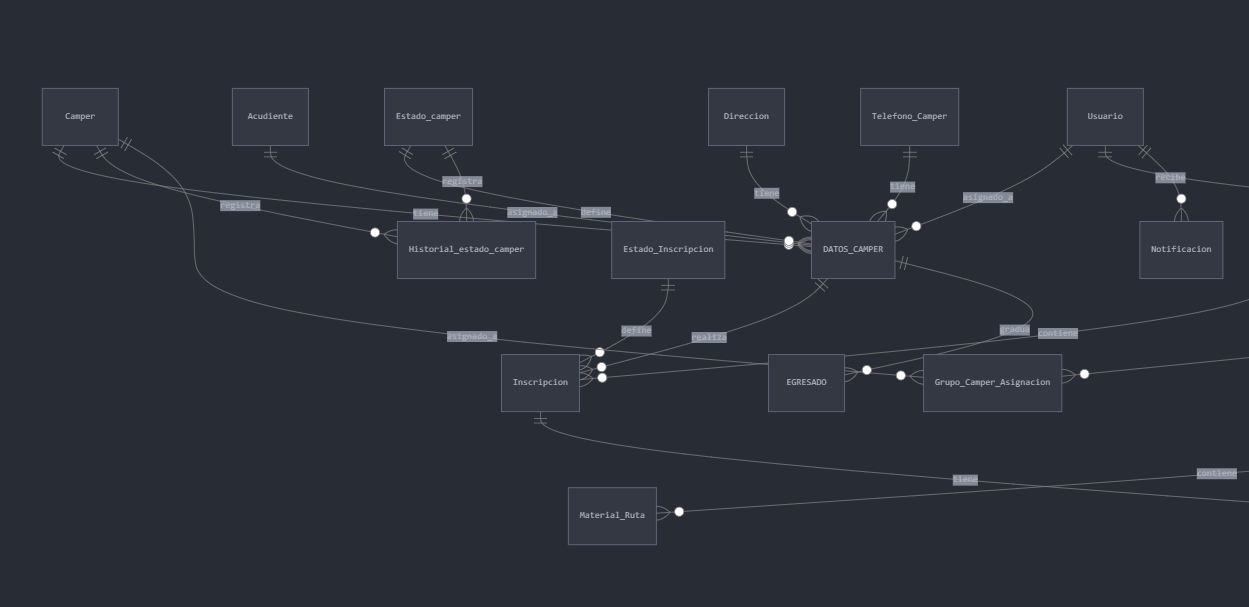 Camper
Acudiente
Estado_camper
Direccion
Telefono_Camper
Usuario
registra
recibe
tiene
tiene
asignado_a
registra
tiene
asignado_a
define
Historial_estado_camper
Estado_Inscripcion
DATOS_CAMPER
Notificacion
define
asignado_a
realiza
gradua
contiene
Inscripcion
EGRESADO
Grupo_Camper_Asignacion
contiene
tiene
Material_Ruta